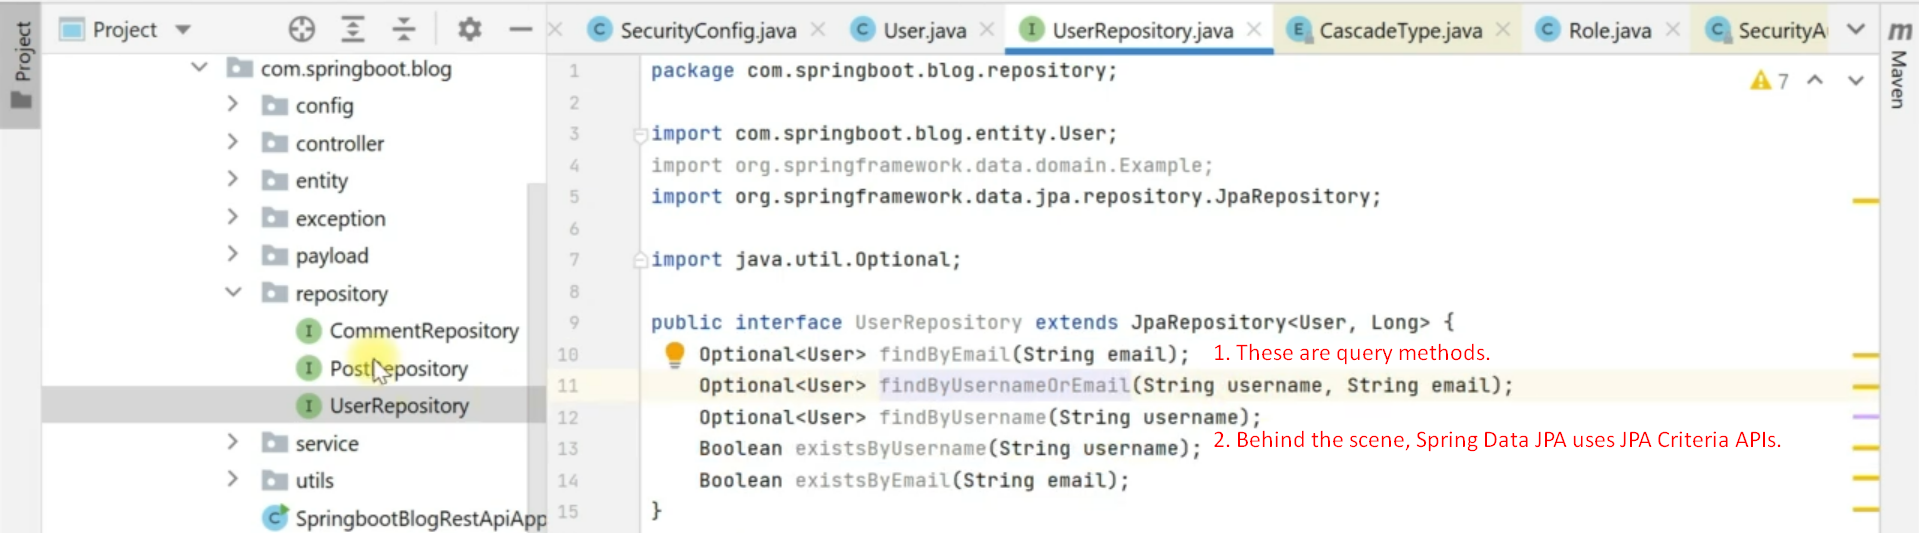 Project
Project
com.springboot.blog
config
controller
entity
exception
payload
repository
CommentRepository
PostRepository
UserRepository
service
utils
SpringbootBlogRestApiApp
SecurityConfig.java
User.java
UserRepository.java
CascadeType.java
Role.java
SecurityA
7
1 package com.springboot.blog.repository;
2
3 import com.springboot.blog.entity.User;
4 import org.springframework.data.domain.Example;
5 import org.springframework.data.jpa.repository.JpaRepository;
6
7 import java.util.Optional;
8
9 public interface UserRepository extends JpaRepository<User, Long> {
10 Optional<User> findByEmail(String email); 1. These are query methods.
11 Optional<User> findByUsernameOrEmail(String username, String email);
12 Optional<User> findByUsername(String username);
2. Behind the scene, Spring Data JPA uses JPA Criteria APIs.
13 Boolean existsByUsername(String username);
14 Boolean existsByEmail(String email);
15 }
m
Maven